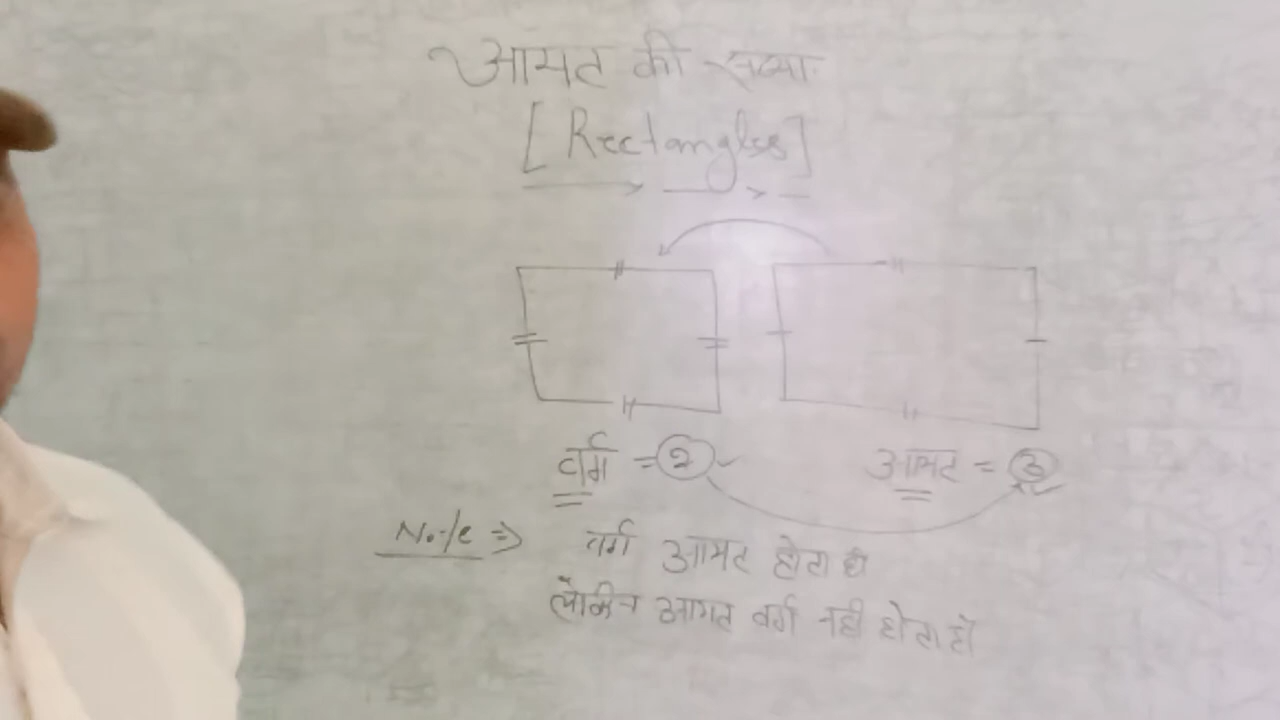 आयत की संख्या
[Rectangles]
वर्ग = 2 आयत = 3
Note ⇒ वर्ग आयत होता है
लेकिन आयत वर्ग नही होता है